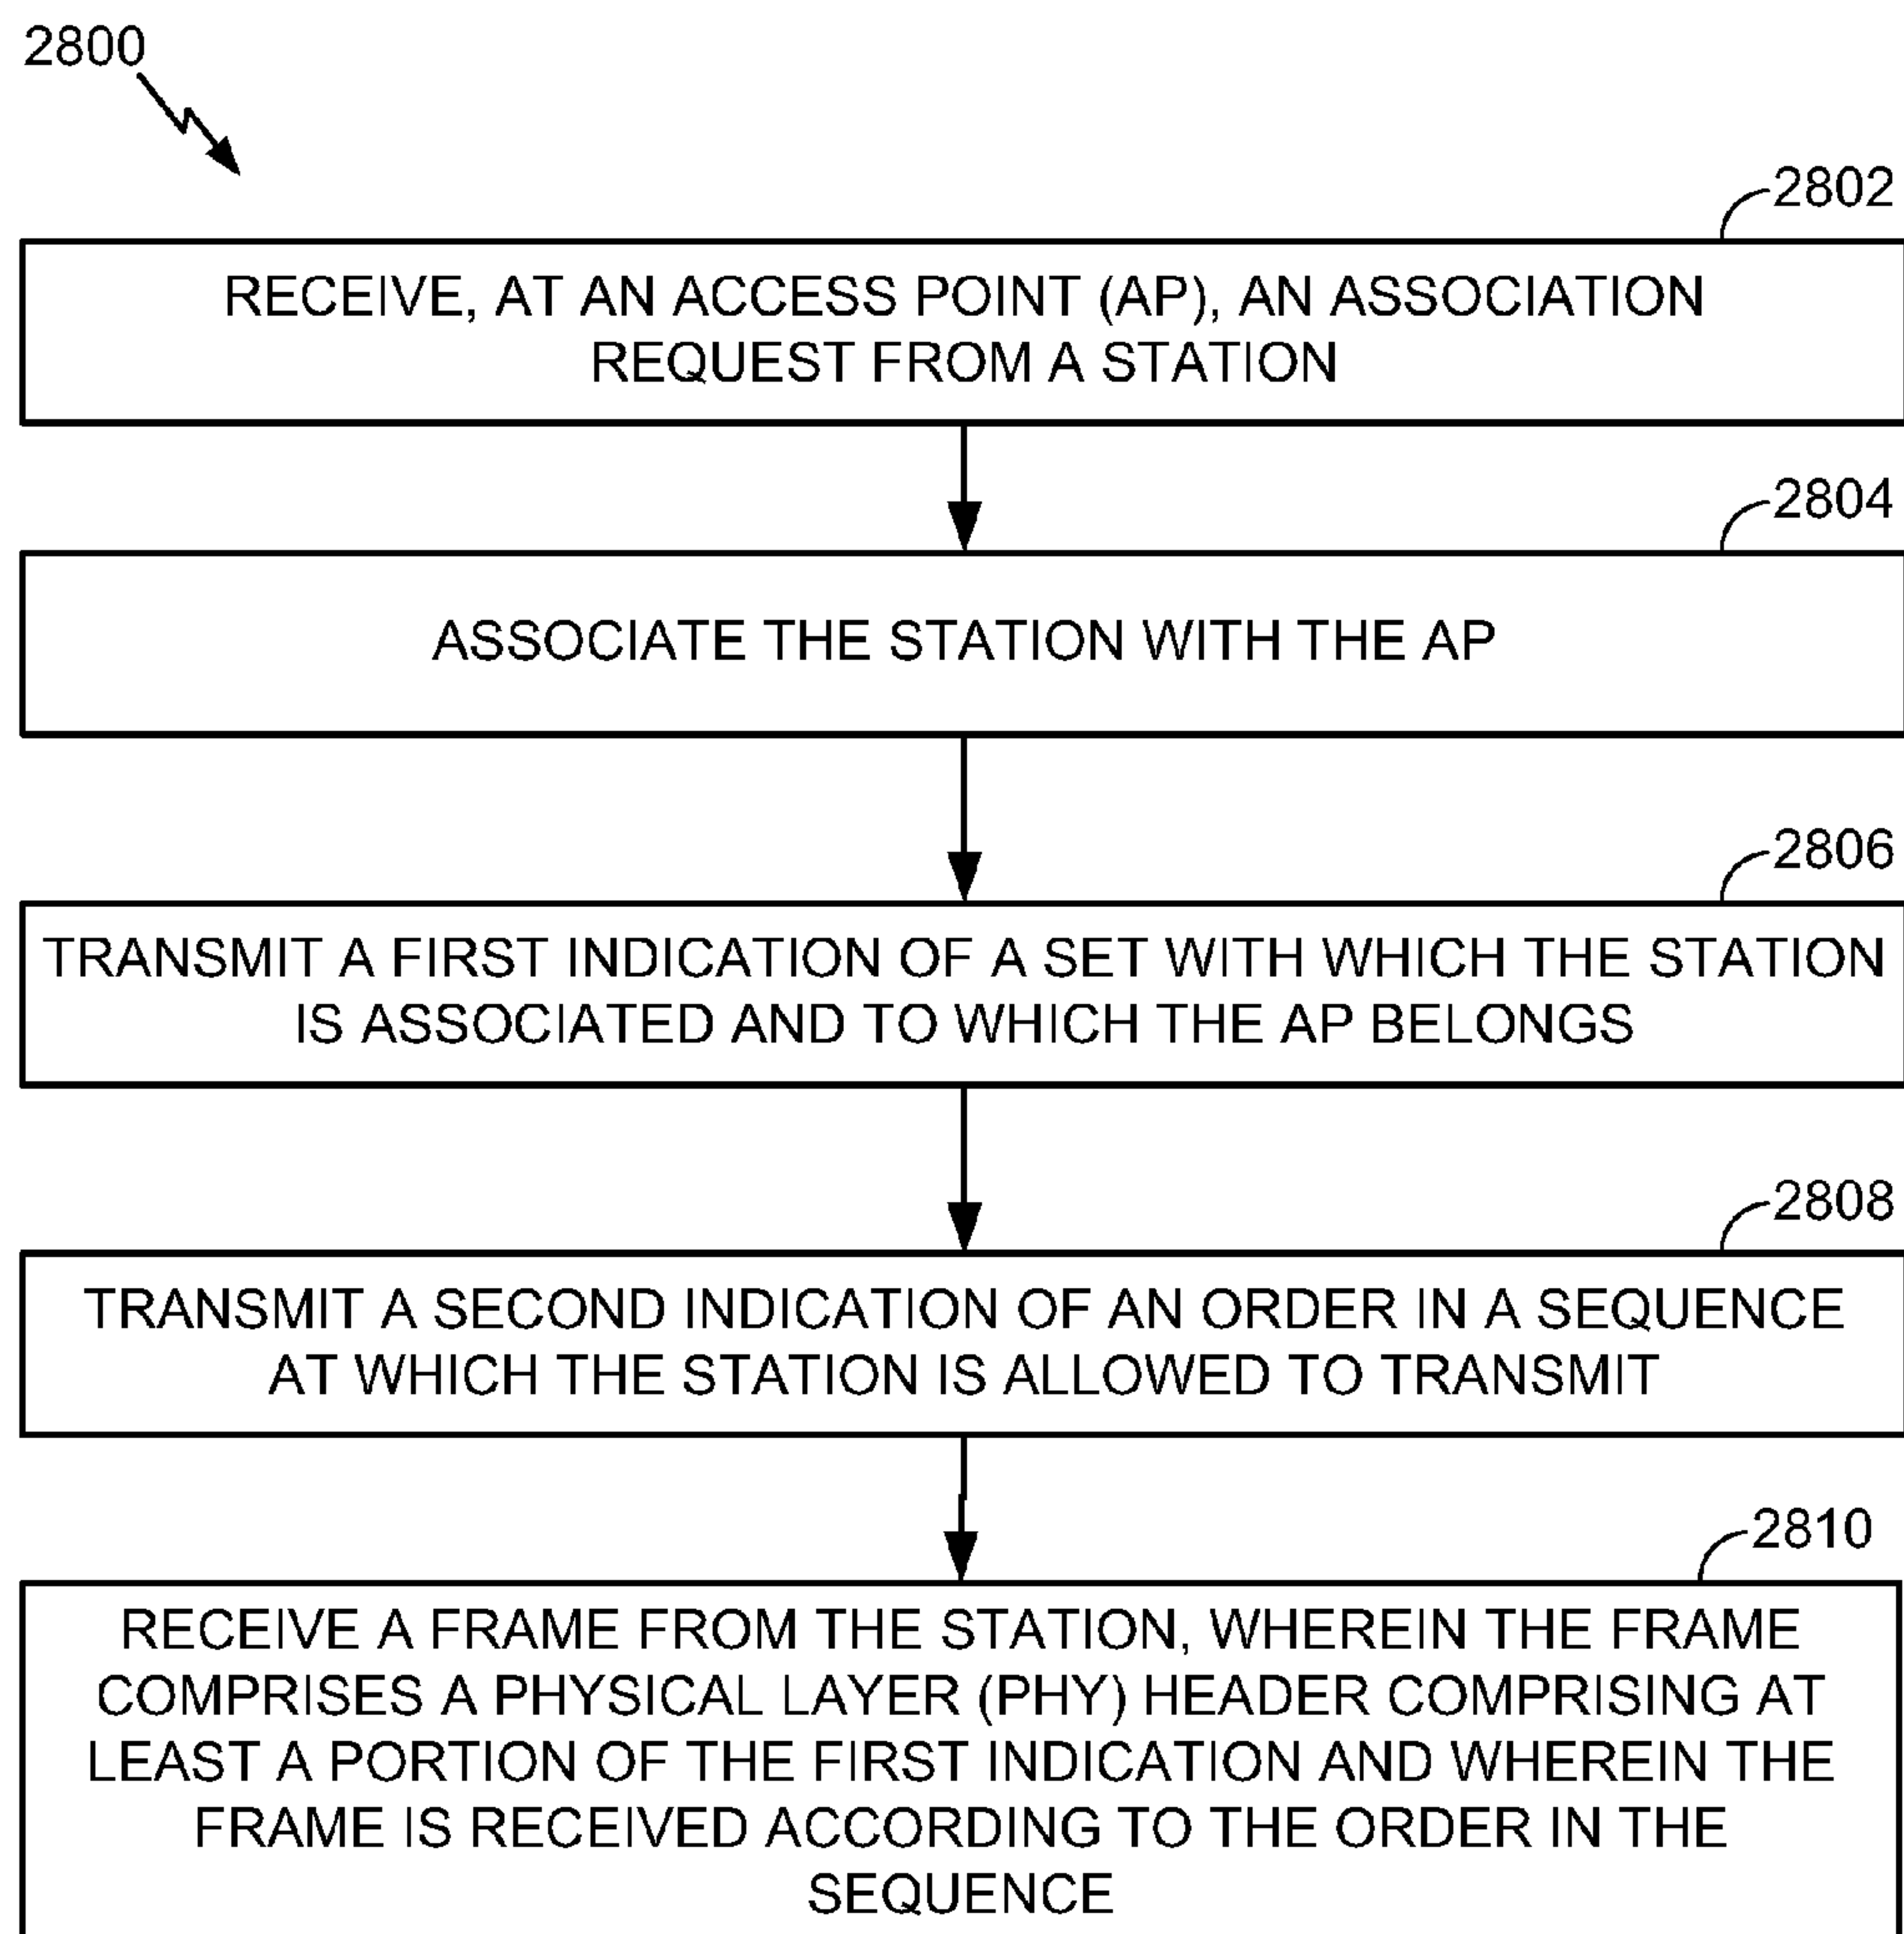 2800
2802
RECEIVE, AT AN ACCESS POINT (AP), AN ASSOCIATION
REQUEST FROM A STATION
2804
ASSOCIATE THE STATION WITH THE AP
2806
TRANSMIT A FIRST INDICATION OF A SET WITH WHICH THE STATION
IS ASSOCIATED AND TO WHICH THE AP BELONGS
2808
TRANSMIT A SECOND INDICATION OF AN ORDER IN A SEQUENCE
AT WHICH THE STATION IS ALLOWED TO TRANSMIT
2810
RECEIVE A FRAME FROM THE STATION, WHEREIN THE FRAME
COMPRISES A PHYSICAL LAYER (PHY) HEADER COMPRISING AT
LEAST A PORTION OF THE FIRST INDICATION AND WHEREIN THE
FRAME IS RECEIVED ACCORDING TO THE ORDER IN THE
SEQUENCE